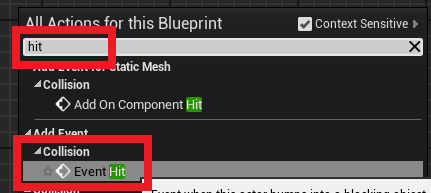 All Actions for this Blueprint
Context Sensitive
hit
Add Event for Static Mesh
Collision
Add On Component Hit
Add Event
Collision
Event Hit
Collision
Event when this actor bumps into a blocking object